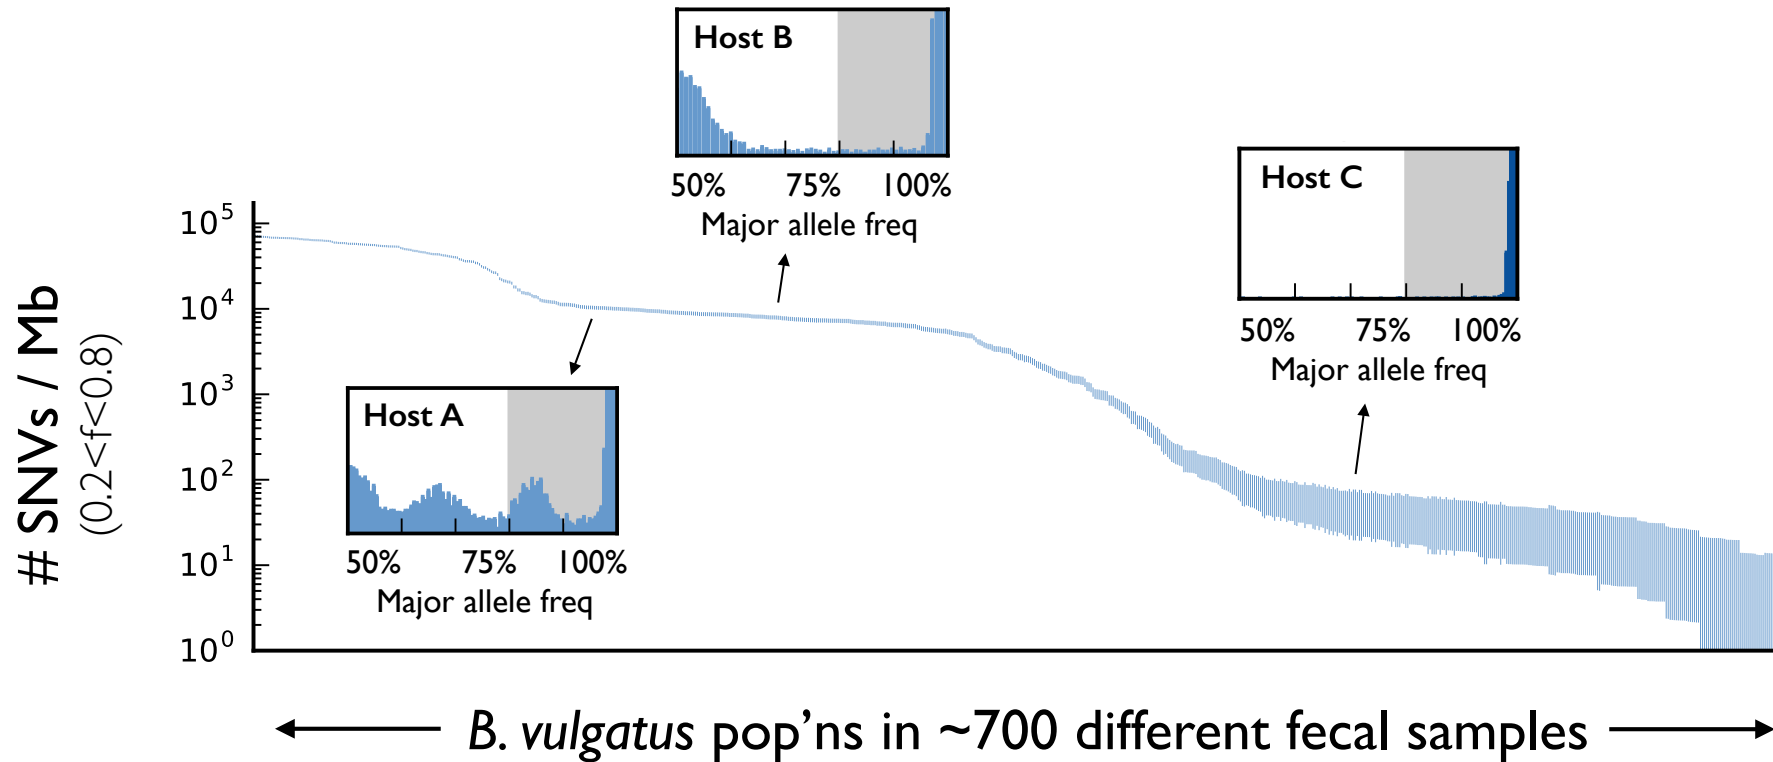 Host B
50% 75% 100%
Major allele freq
Host C
50% 75% 100%
Major allele freq
# SNVs / Mb
(0.2<f<0.8)
10^5
10^4
10^3
10^2
10^1
10^0
Host A
50% 75% 100%
Major allele freq
B. vulgatus pop'ns in ~700 different fecal samples